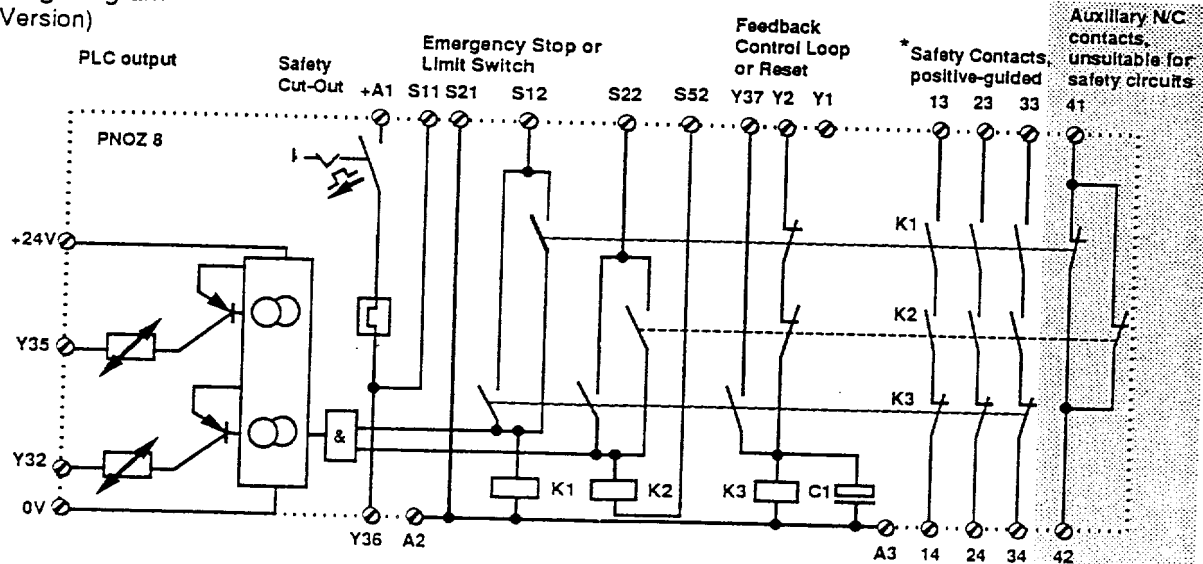 Version)
PLC output
Safety
Cut-Out
+A1
S11
S21
Emergency Stop or
Limit Switch
S12
S22
S52
Feedback
Control Loop
or Reset
Y37
Y2
Y1
*Safety Contacts,
positive-guided
13
23
33
Auxiliary N/C
contacts,
unsuitable for
safety circuits
41
PNOZ 8
+24V
K1
K2
Y35
K3
&
Y32
K1
K2
K3
C1
0V
Y36
A2
A3
14
24
34
42